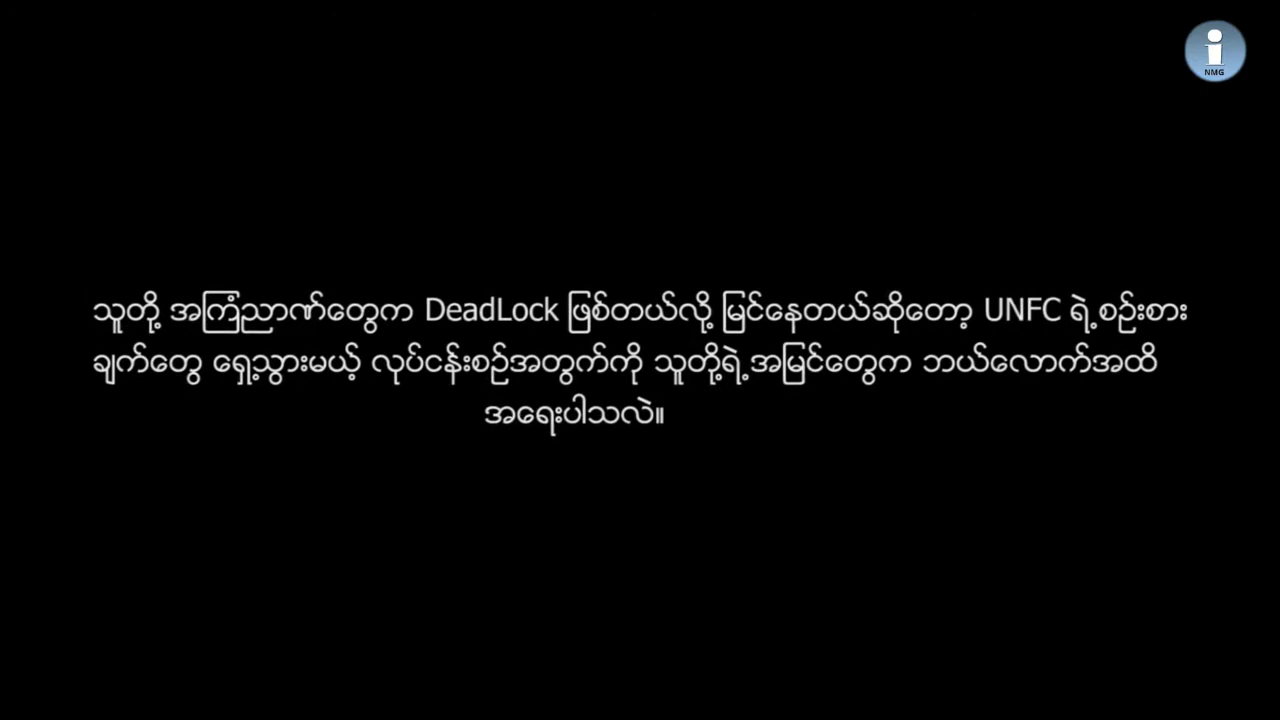 NMG
သူတို့ အကြံညာဏ်တွေက DeadLock ဖြစ်တယ်လို့ မြင်နေတယ်ဆိုတော့ UNFC ရဲ့ စဉ်းစား
ချက်တွေ ရှေ့သွားမယ့် လုပ်ငန်းစဉ်အတွက်ကို သူတို့ရဲ့ အမြင်တွေက ဘယ်လောက်အထိ
အရေးပါသလဲ။